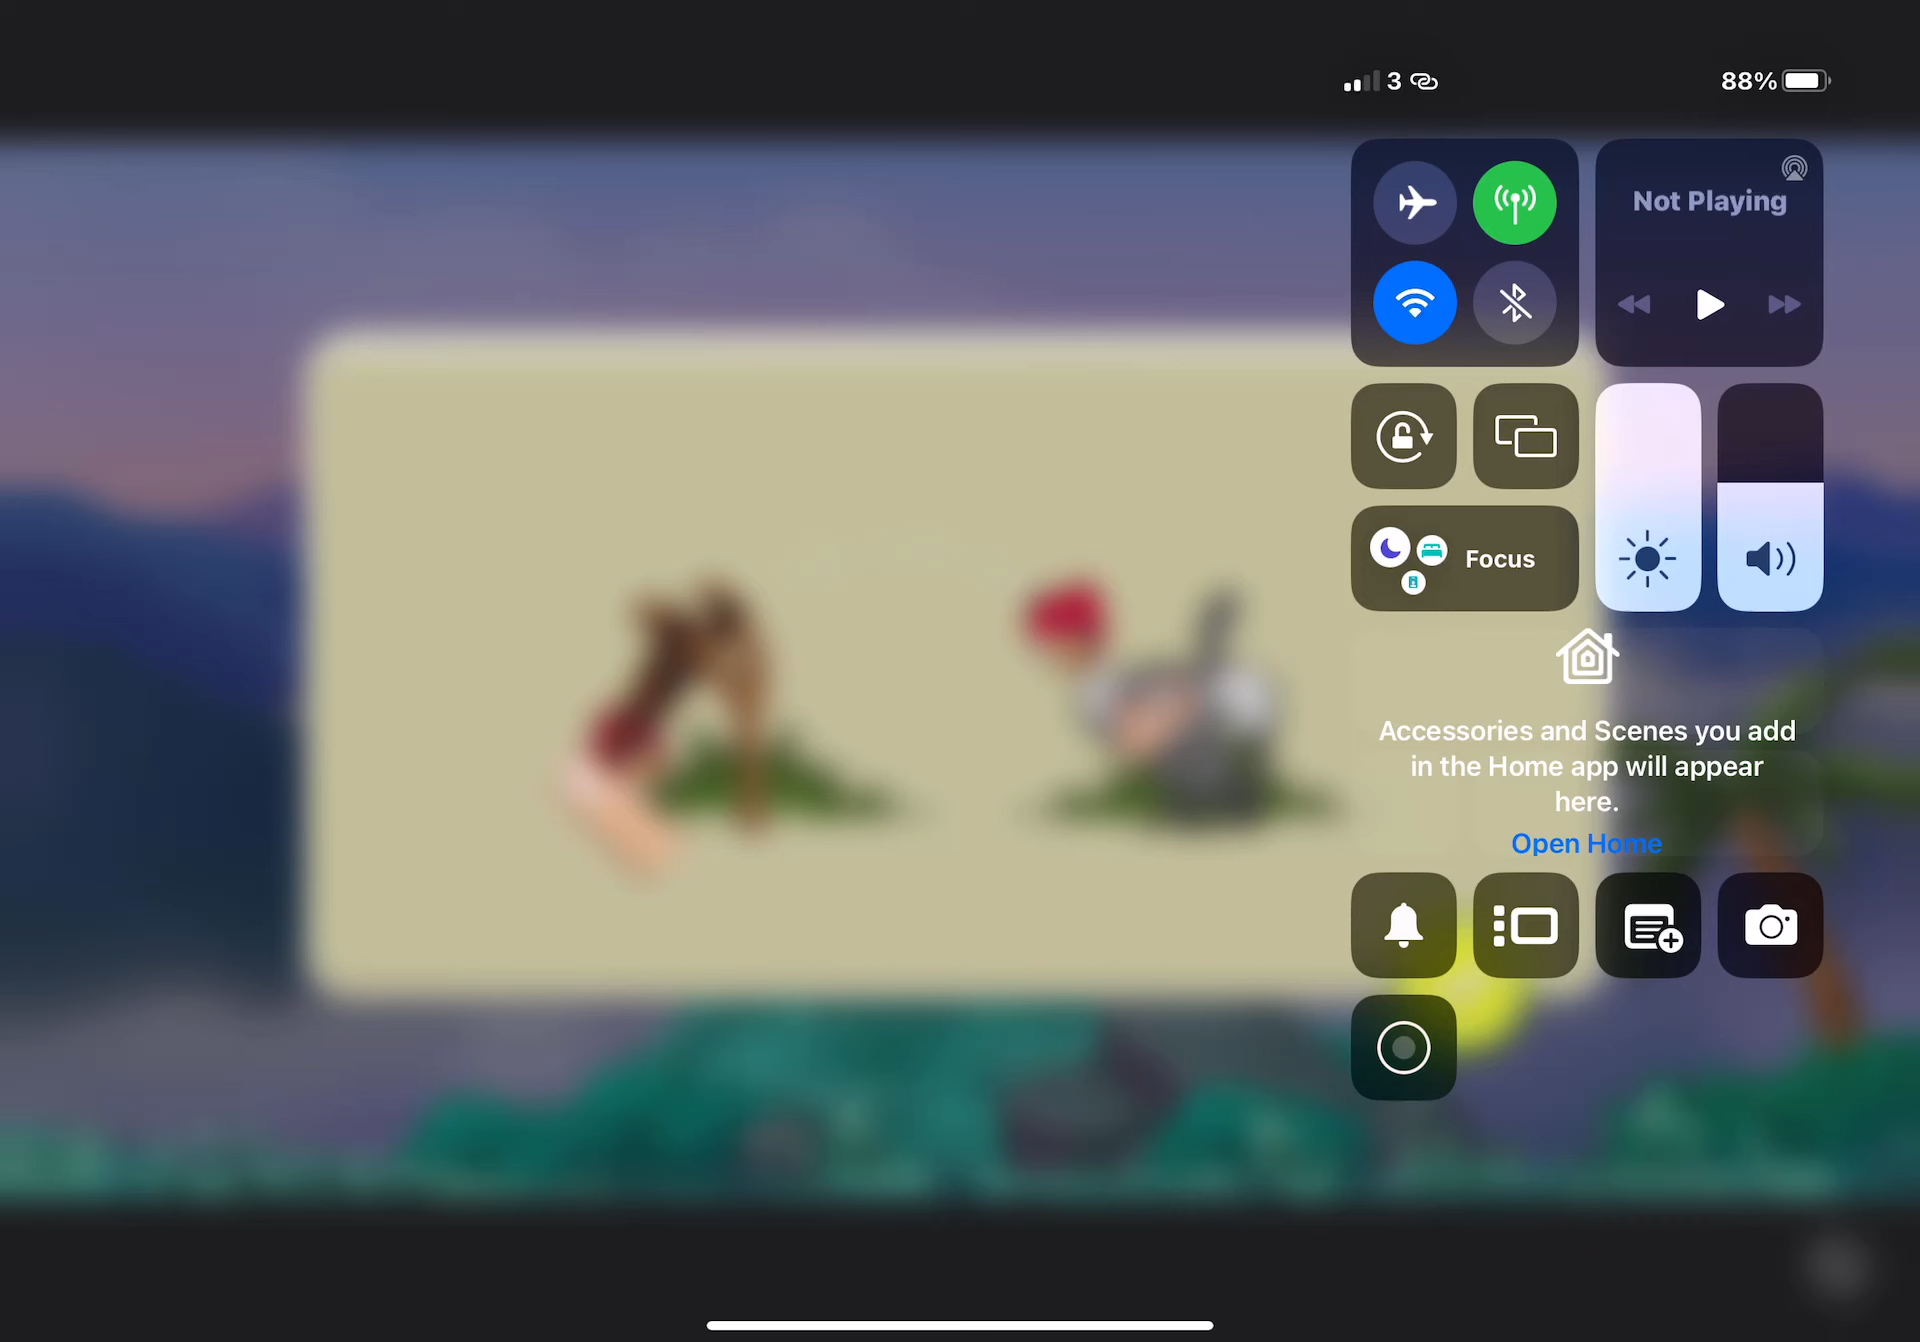 3
88%
Not Playing
Focus
Accessories and Scenes you add
in the Home app will appear
here.
Open Home